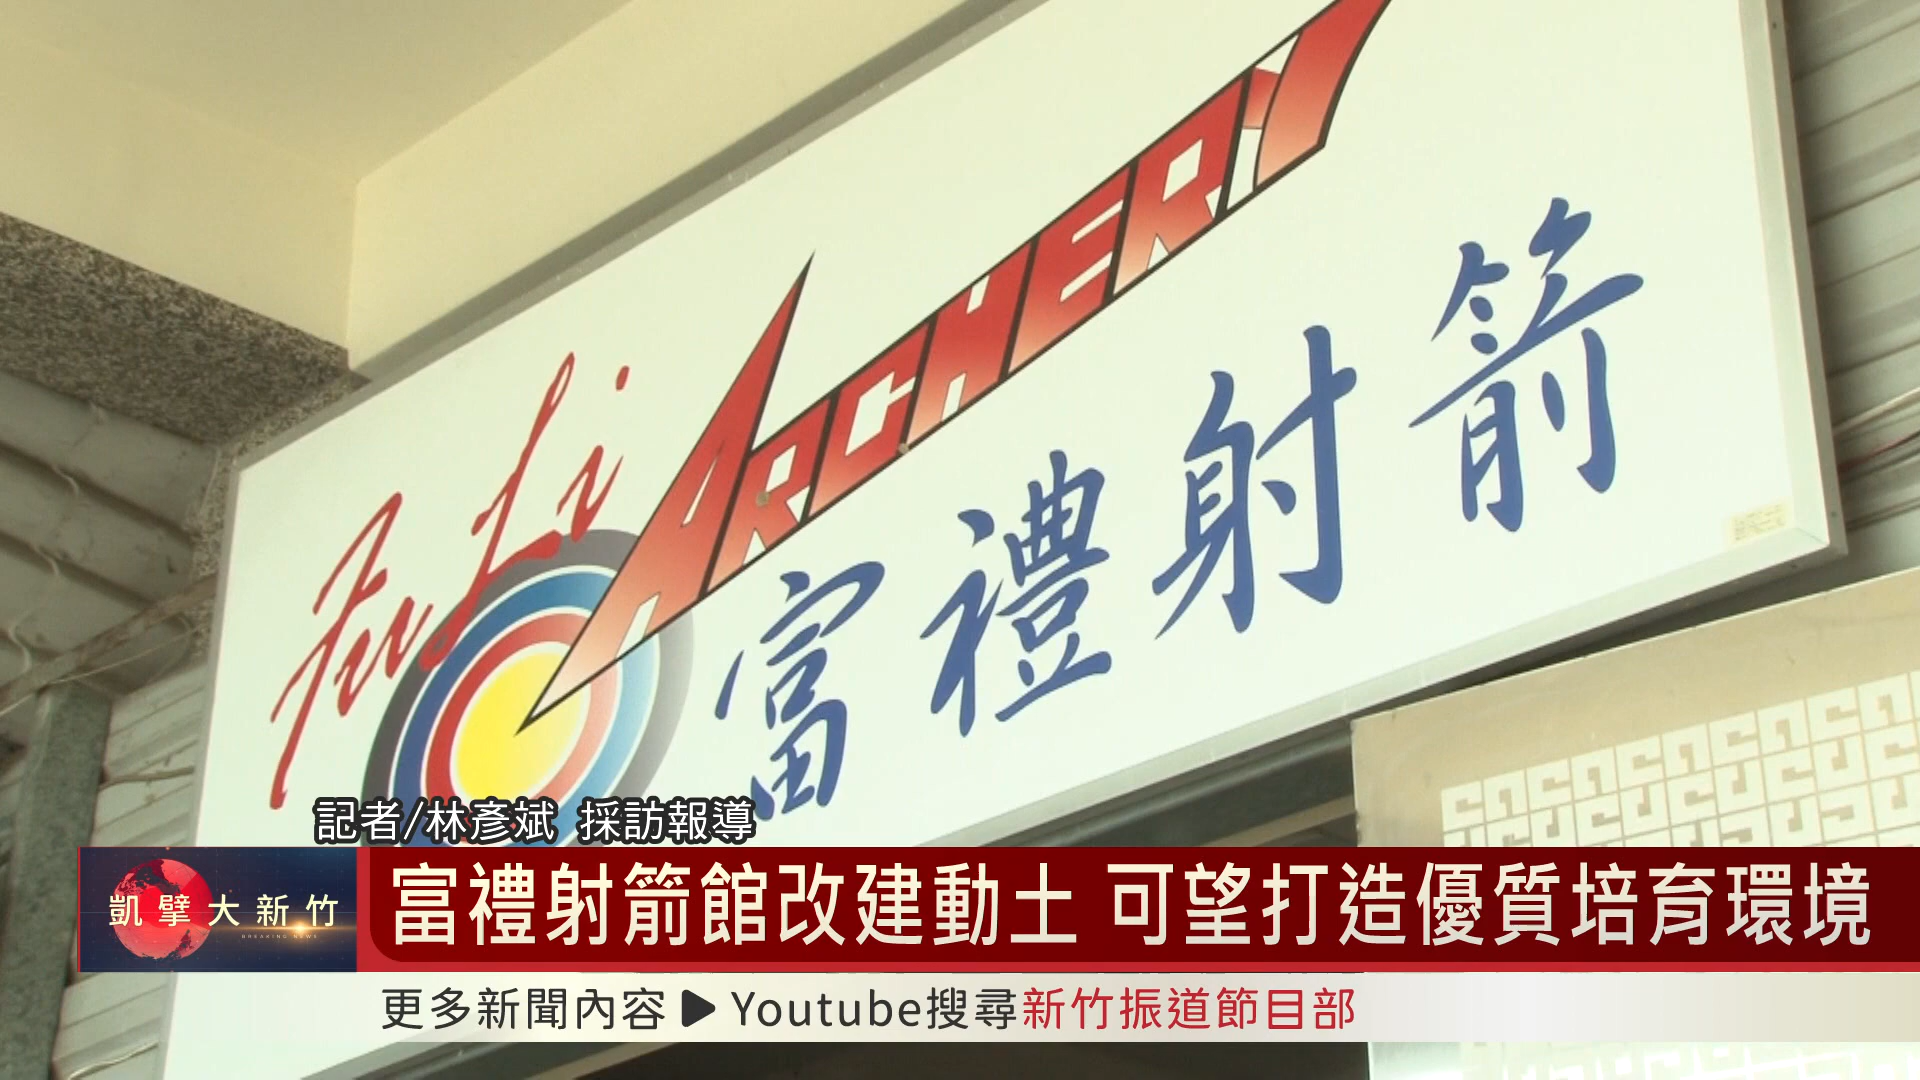 Fu Li ARCHERY
富禮射箭
記者/林彥斌 採訪報導
凱擘大新竹
BREAKING NEWS
富禮射箭館改建動土 可望打造優質培育環境
更多新聞內容▶Youtube搜尋新竹振道節目部